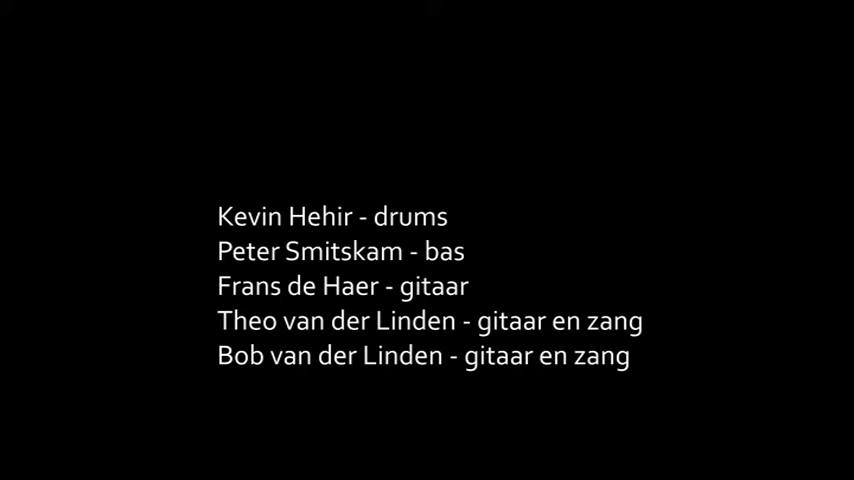 Kevin Hehir - drums
Peter Smitskam - bas
Frans de Haer - gitaar
Theo van der Linden - gitaar en zang
Bob van der Linden - gitaar en zang